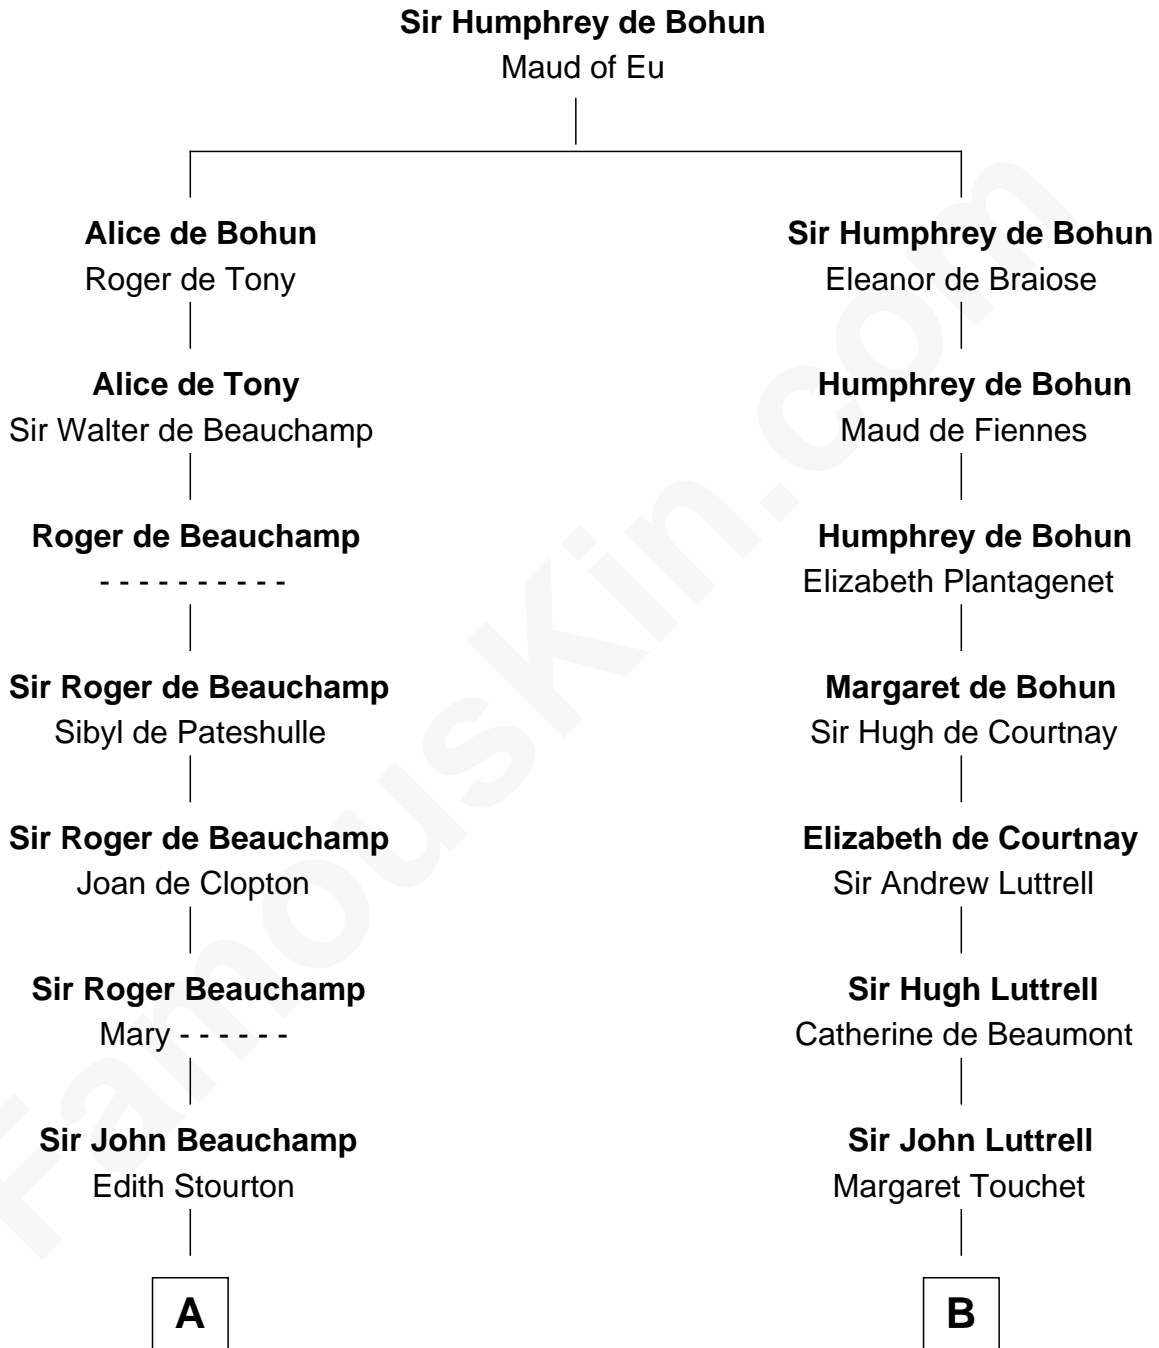 Sir Humphrey de Bohun
Maud of Eu
Alice de Bohun
Roger de Tony
Sir Humphrey de Bohun
Eleanor de Braiose
Alice de Tony
Sir Walter de Beauchamp
Humphrey de Bohun
Maud de Fiennes
Roger de Beauchamp
- - - - - - - - - -
Humphrey de Bohun
Elizabeth Plantagenet
Sir Roger de Beauchamp
Sibyl de Pateshulle
Margaret de Bohun
Sir Hugh de Courtnay
Sir Roger de Beauchamp
Joan de Clopton
Elizabeth de Courtnay
Sir Andrew Luttrell
Sir Roger Beauchamp
Mary - - - - - -
Sir Hugh Luttrell
Catherine de Beaumont
Sir John Beauchamp
Edith Stourton
Sir John Luttrell
Margaret Touchet
A
B
FamousKin.com